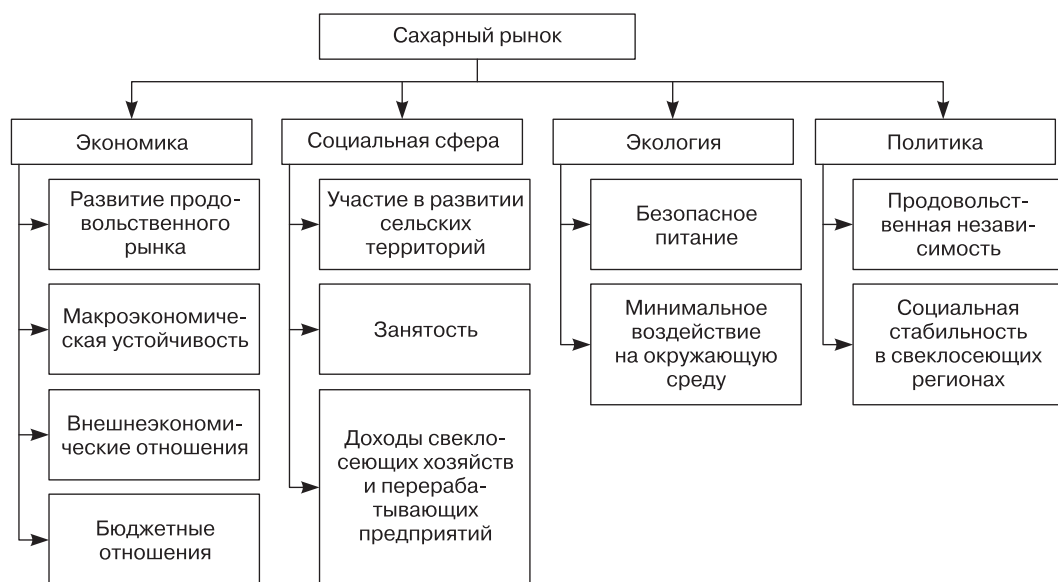 Сахарный рынок
Экономика
Развитие продо-
вольственного
рынка
Макроэкономиче-
ская устойчивость
Внешнеэкономи-
ческие отношения
Бюджетные
отношения
Социальная сфера
Участие в развитии
сельских
территорий
Занятость
Доходы свекло-
сеющих хозяйств
и перераба-
тывающих
предприятий
Экология
Безопасное
питание
Минимальное
воздействие
на окружающую
среду
Политика
Продовольст-
венная незави-
симость
Социальная
стабильность
в свеклосеющих
регионах